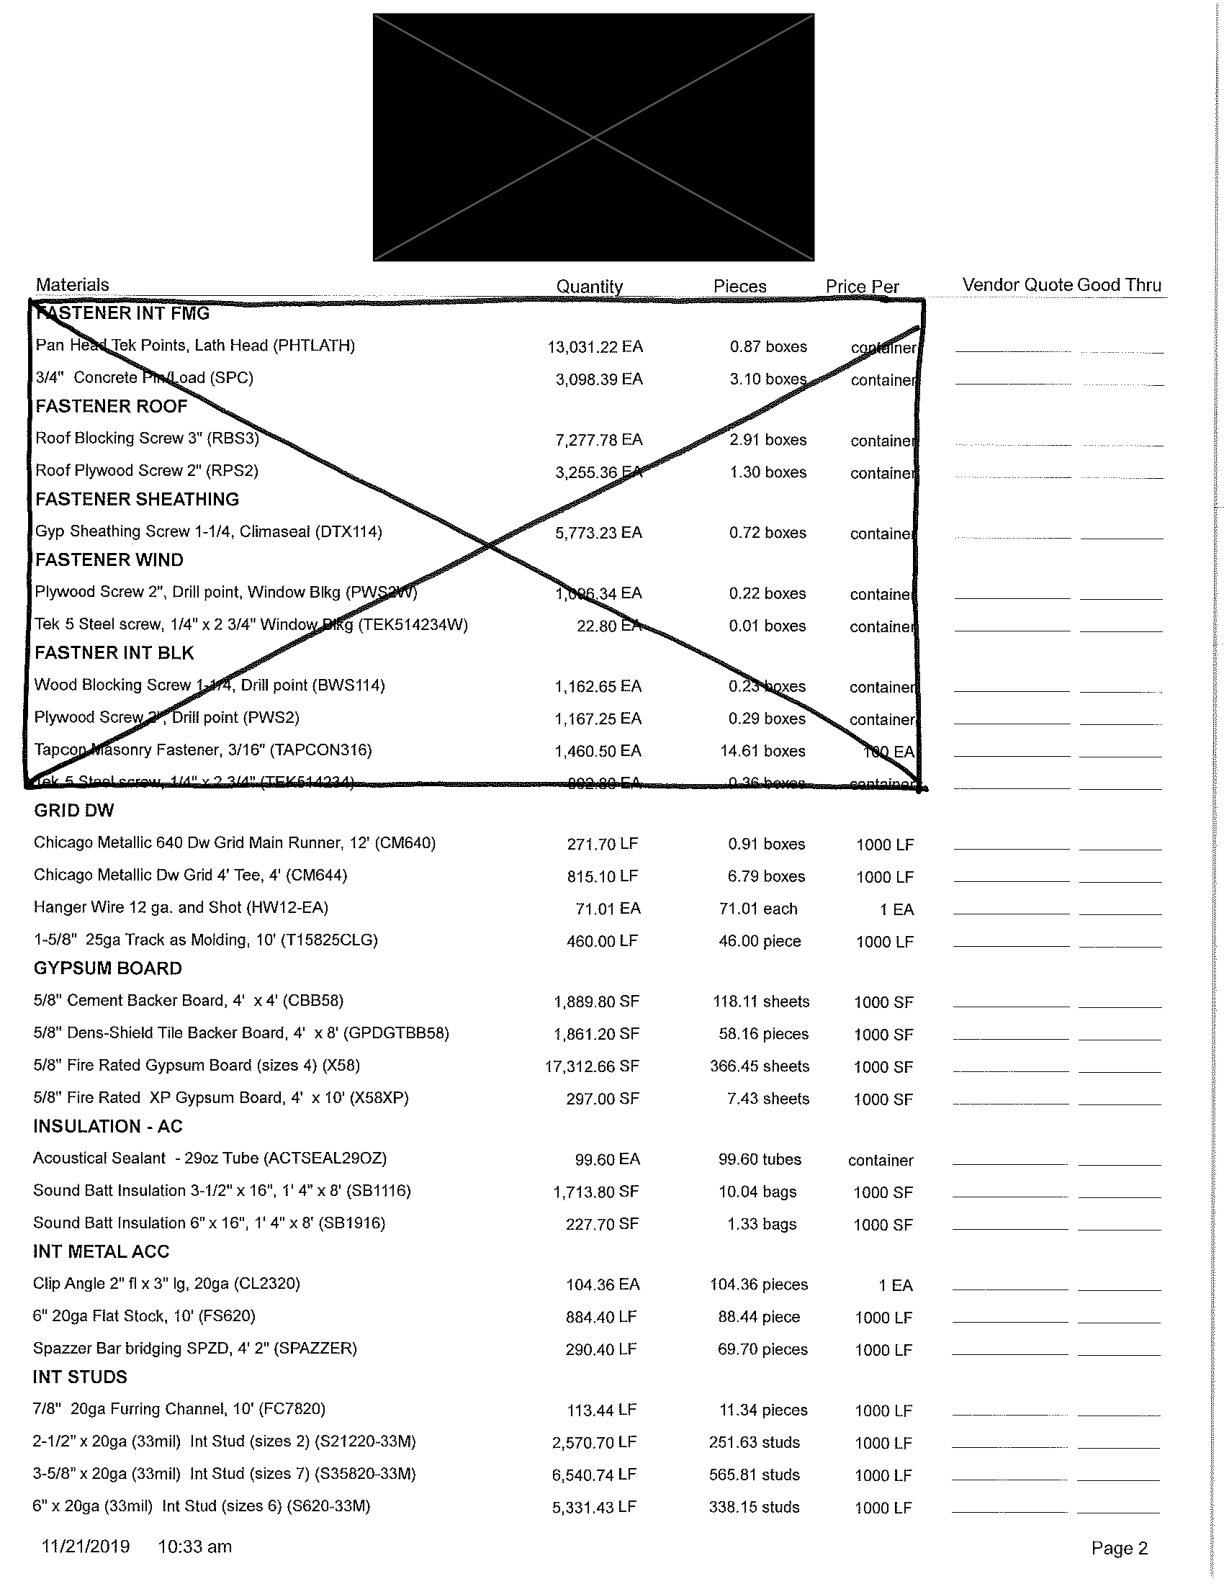 Materials Quantity Pieces Price Per Vendor Quote Good Thru
FASTENER INT FMG
Pan Head Tek Points, Lath Head (PHTLATH) 13,031.22 EA 0.87 boxes container
3/4" Concrete Pin/Load (SPC) 3,098.39 EA 3.10 boxes container
FASTENER ROOF
Roof Blocking Screw 3" (RBS3) 7,277.78 EA 2.91 boxes container
Roof Plywood Screw 2" (RPS2) 3,255.36 EA 1.30 boxes container
FASTENER SHEATHING
Gyp Sheathing Screw 1-1/4, Climaseal (DTX114) 5,773.23 EA 0.72 boxes container
FASTENER WIND
Plywood Screw 2", Drill point, Window Blkg (PWS2W) 1,096.34 EA 0.22 boxes container
Tek 5 Steel screw, 1/4" x 2 3/4" Window Blkg (TEK514234W) 22.80 EA 0.01 boxes container
FASTNER INT BLK
Wood Blocking Screw 1-1/4, Drill point (BWS114) 1,162.65 EA 0.23 boxes container
Plywood Screw 2", Drill point (PWS2) 1,167.25 EA 0.29 boxes container
Tapcon Masonry Fastener, 3/16" (TAPCON316) 1,460.50 EA 14.61 boxes 100 EA
Tek 5 Steel screw, 1/4" x 2 3/4" (TEK514234) 892.80 EA 0.36 boxes container
GRID DW
Chicago Metallic 640 Dw Grid Main Runner, 12' (CM640) 271.70 LF 0.91 boxes 1000 LF
Chicago Metallic Dw Grid 4' Tee, 4' (CM644) 815.10 LF 6.79 boxes 1000 LF
Hanger Wire 12 ga. and Shot (HW12-EA) 71.01 EA 71.01 each 1 EA
1-5/8" 25ga Track as Molding, 10' (T15825CLG) 460.00 LF 46.00 piece 1000 LF
GYPSUM BOARD
5/8" Cement Backer Board, 4' x 4' (CBB58) 1,889.80 SF 118.11 sheets 1000 SF
5/8" Dens-Shield Tile Backer Board, 4' x 8' (GPDGTBB58) 1,861.20 SF 58.16 pieces 1000 SF
5/8" Fire Rated Gypsum Board (sizes 4) (X58) 17,312.66 SF 366.45 sheets 1000 SF
5/8" Fire Rated XP Gypsum Board, 4' x 10' (X58XP) 297.00 SF 7.43 sheets 1000 SF
INSULATION - AC
Acoustical Sealant - 29oz Tube (ACTSEAL29OZ) 99.60 EA 99.60 tubes container
Sound Batt Insulation 3-1/2" x 16", 1' 4" x 8' (SB1116) 1,713.80 SF 10.04 bags 1000 SF
Sound Batt Insulation 6" x 16", 1' 4" x 8' (SB1916) 227.70 SF 1.33 bags 1000 SF
INT METAL ACC
Clip Angle 2" fl x 3" lg, 20ga (CL2320) 104.36 EA 104.36 pieces 1 EA
6" 20ga Flat Stock, 10' (FS620) 884.40 LF 88.44 piece 1000 LF
Spazzer Bar bridging SPZD, 4' 2" (SPAZZER) 290.40 LF 69.70 pieces 1000 LF
INT STUDS
7/8" 20ga Furring Channel, 10' (FC7820) 113.44 LF 11.34 pieces 1000 LF
2-1/2" x 20ga (33mil) Int Stud (sizes 2) (S21220-33M) 2,570.70 LF 251.63 studs 1000 LF
3-5/8" x 20ga (33mil) Int Stud (sizes 7) (S35820-33M) 6,540.74 LF 565.81 studs 1000 LF
6" x 20ga (33mil) Int Stud (sizes 6) (S620-33M) 5,331.43 LF 338.15 studs 1000 LF
11/21/2019 10:33 am Page 2